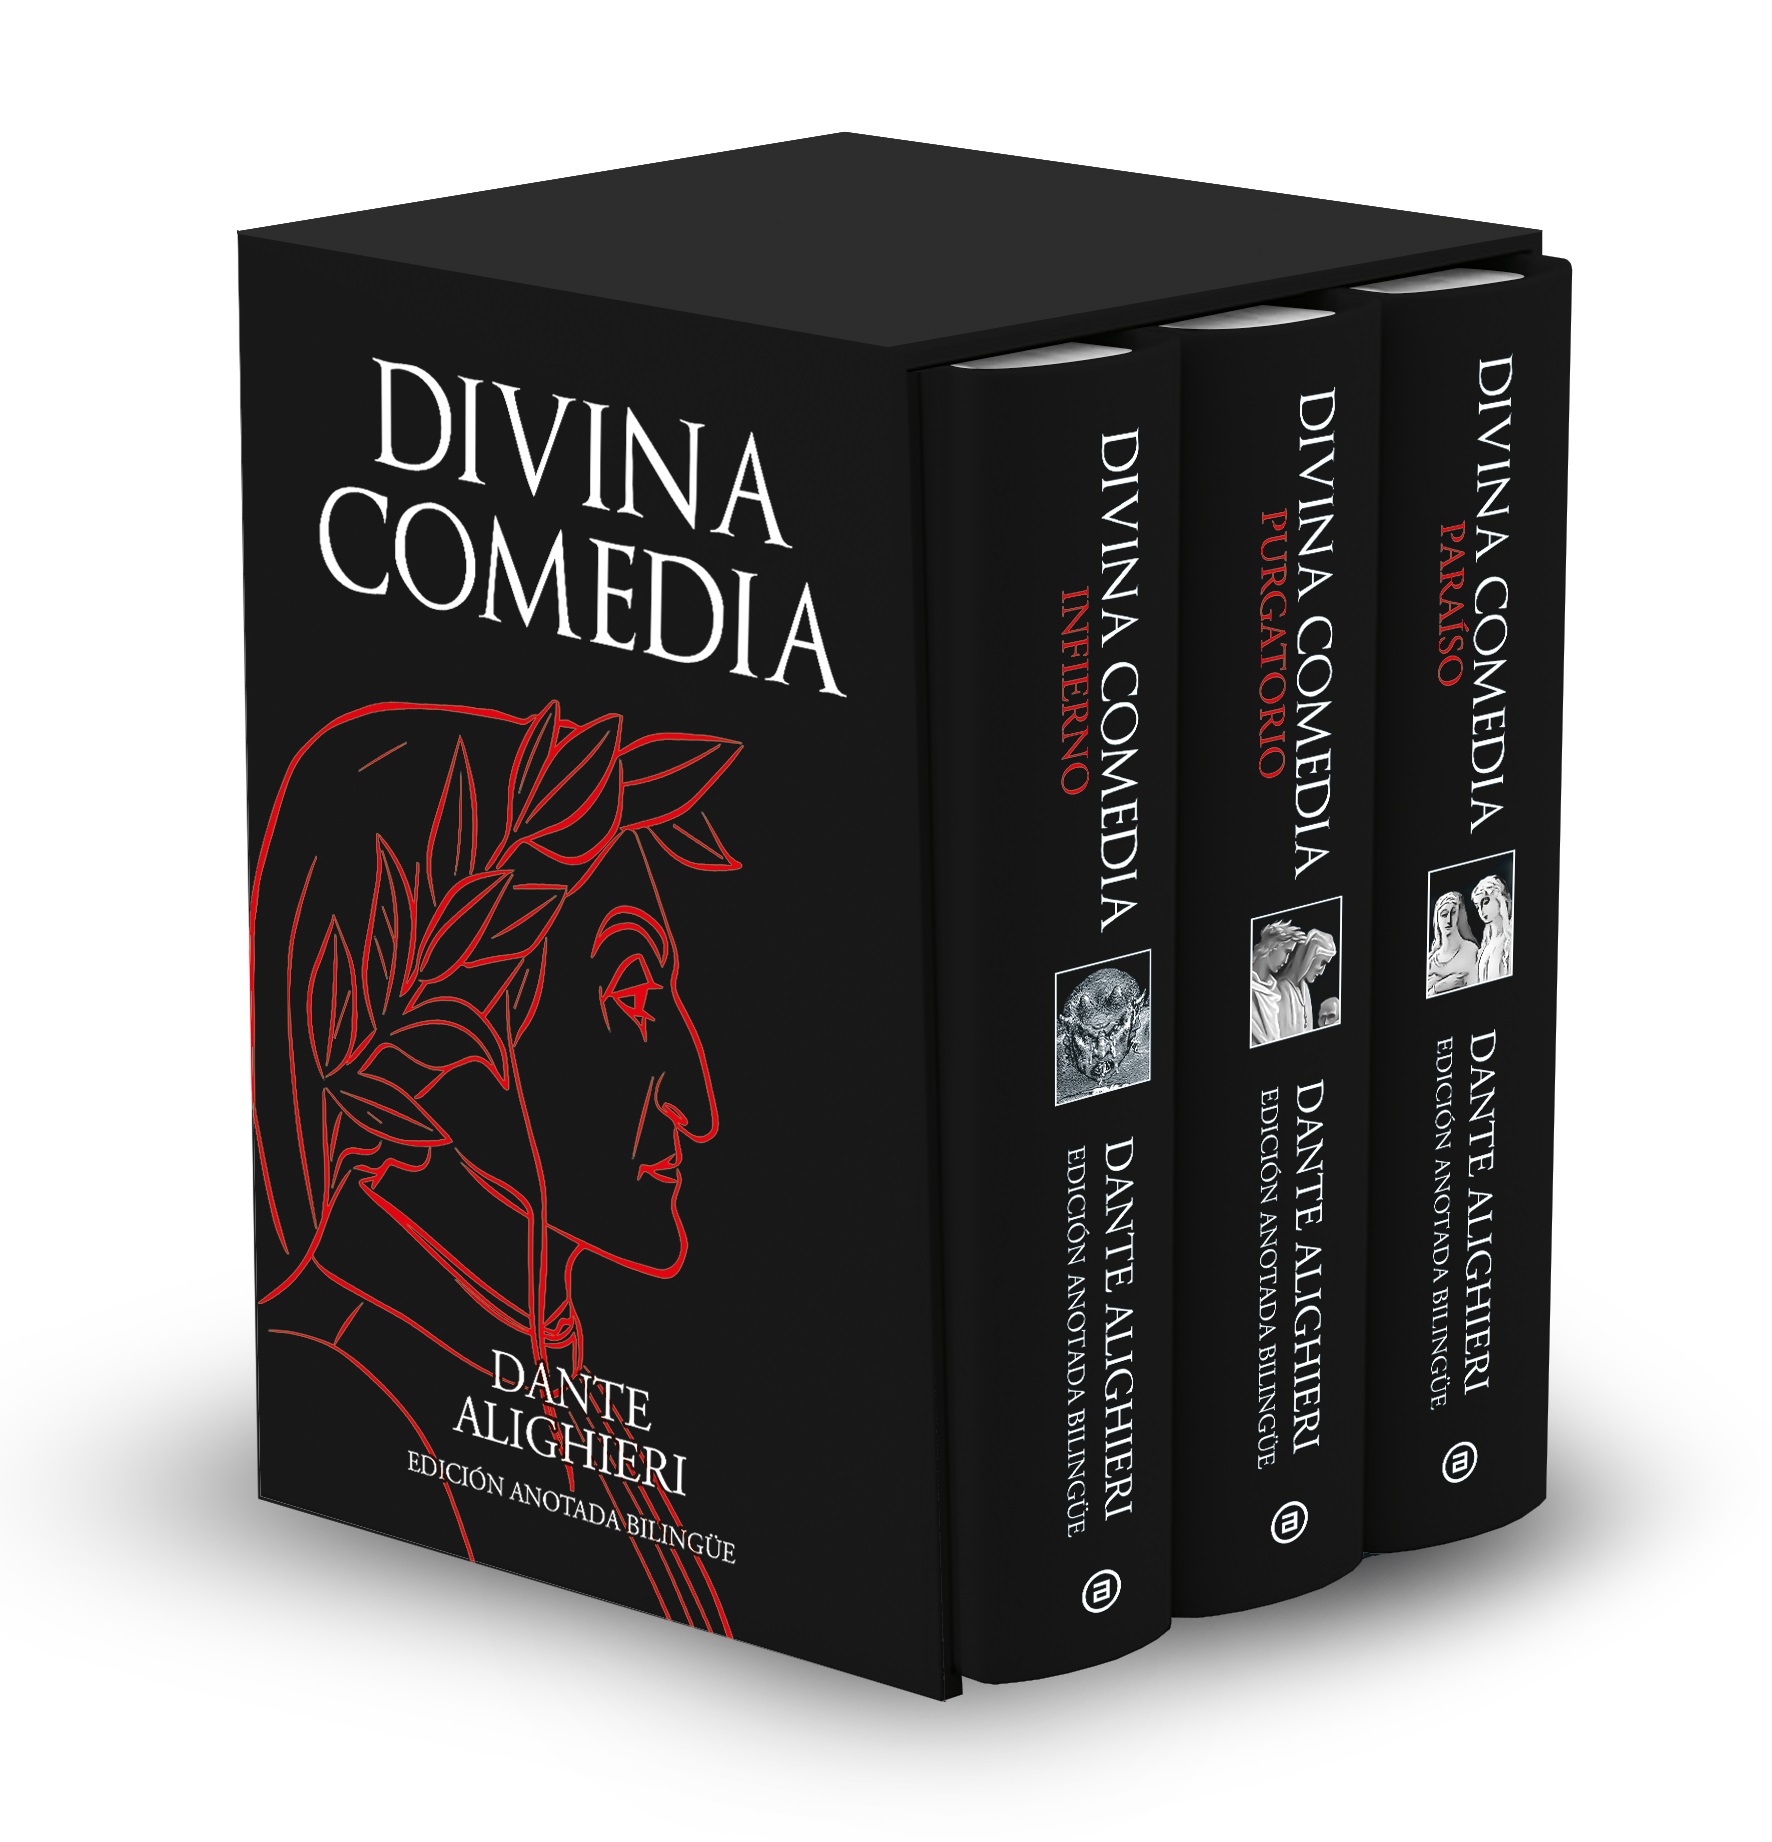 DIVINA
COMEDIA
DANTE
ALIGHIERI
EDICIÓN ANOTADA BILINGÜE
DIVINA COMEDIA
INFIERNO
DANTE ALIGHIERI
EDICIÓN ANOTADA BILINGÜE
a
DIVINA COMEDIA
PURGATORIO
DANTE ALIGHIERI
EDICIÓN ANOTADA BILINGÜE
a
DIVINA COMEDIA
PARAÍSO
DANTE ALIGHIERI
EDICIÓN ANOTADA BILINGÜE
a